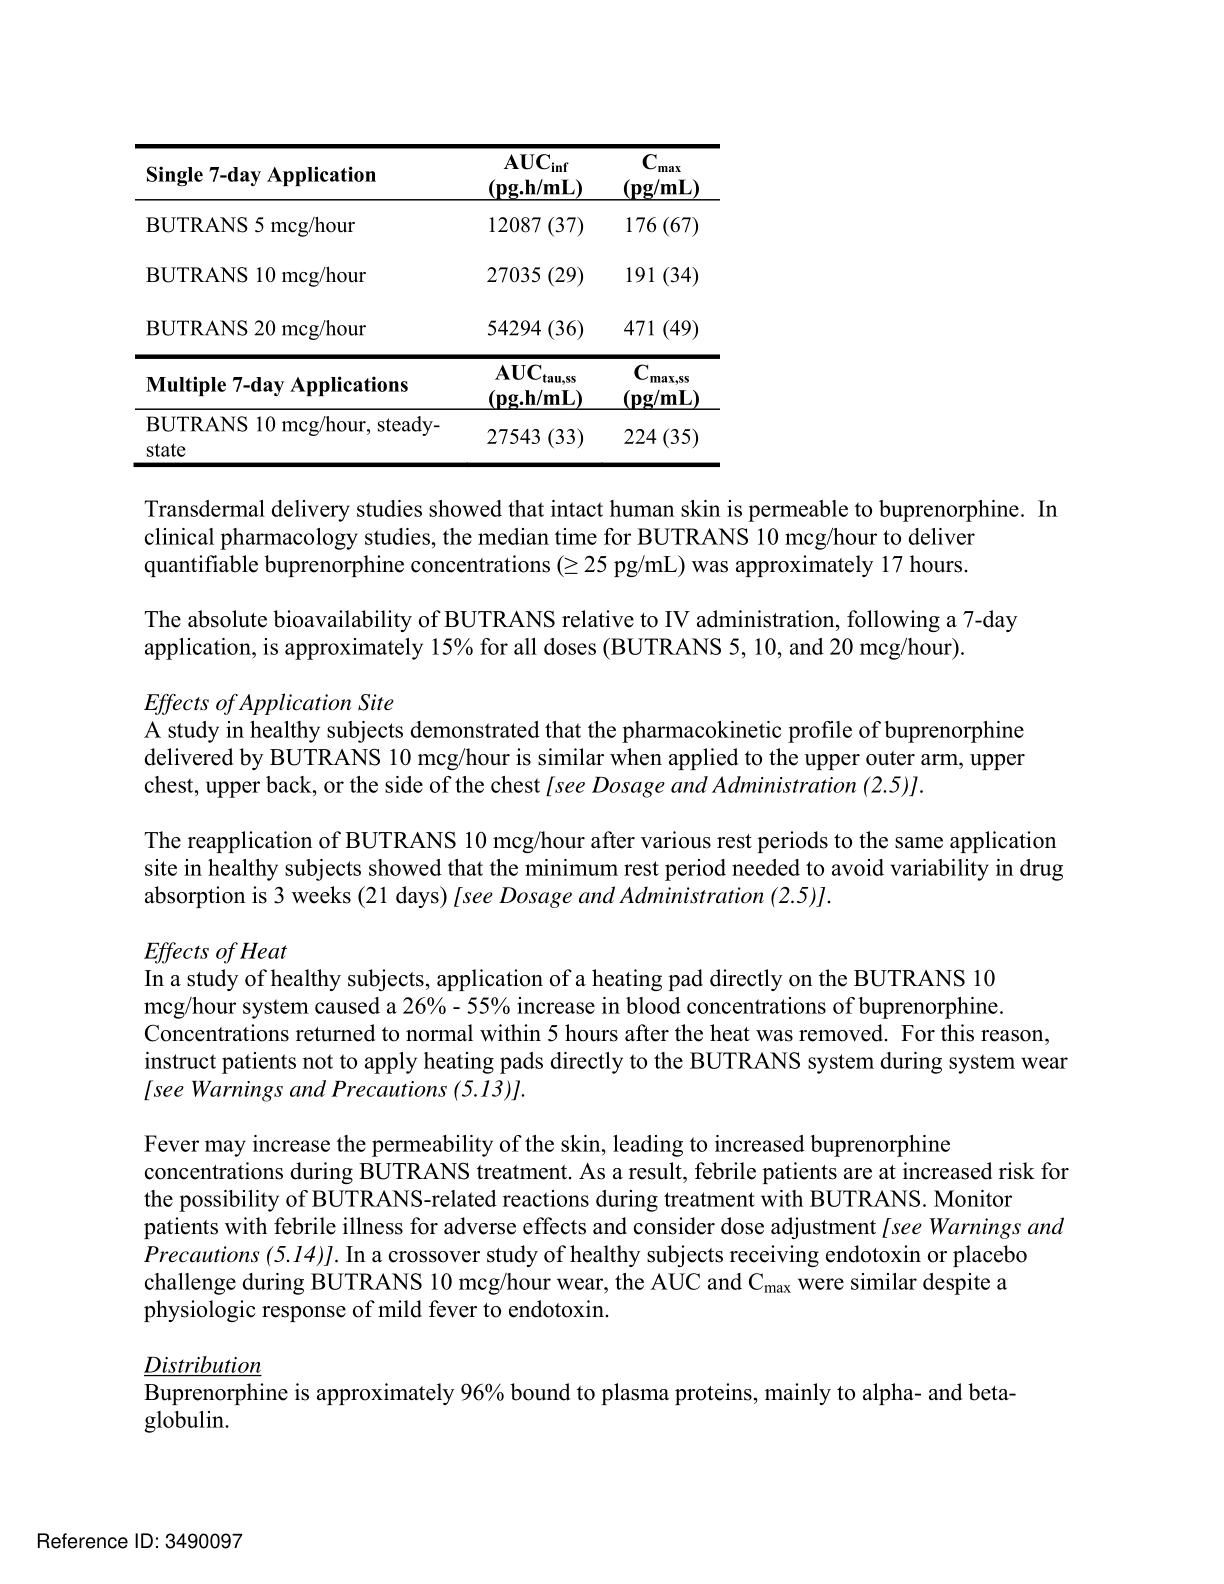 Single 7-day Application AUCinf (pg.h/mL) Cmax (pg/mL)
BUTRANS 5 mcg/hour 12087 (37) 176 (67)
BUTRANS 10 mcg/hour 27035 (29) 191 (34)
BUTRANS 20 mcg/hour 54294 (36) 471 (49)
Multiple 7-day Applications AUCtau,ss (pg.h/mL) Cmax,ss (pg/mL)
BUTRANS 10 mcg/hour, steady-
state 27543 (33) 224 (35)
Transdermal delivery studies showed that intact human skin is permeable to buprenorphine.  In
clinical pharmacology studies, the median time for BUTRANS 10 mcg/hour to deliver
quantifiable buprenorphine concentrations (≥ 25 pg/mL) was approximately 17 hours.
The absolute bioavailability of BUTRANS relative to IV administration, following a 7-day
application, is approximately 15% for all doses (BUTRANS 5, 10, and 20 mcg/hour).
Effects of Application Site
A study in healthy subjects demonstrated that the pharmacokinetic profile of buprenorphine
delivered by BUTRANS 10 mcg/hour is similar when applied to the upper outer arm, upper
chest, upper back, or the side of the chest [see Dosage and Administration (2.5)].
The reapplication of BUTRANS 10 mcg/hour after various rest periods to the same application
site in healthy subjects showed that the minimum rest period needed to avoid variability in drug
absorption is 3 weeks (21 days) [see Dosage and Administration (2.5)].
Effects of Heat
In a study of healthy subjects, application of a heating pad directly on the BUTRANS 10
mcg/hour system caused a 26% - 55% increase in blood concentrations of buprenorphine.
Concentrations returned to normal within 5 hours after the heat was removed.  For this reason,
instruct patients not to apply heating pads directly to the BUTRANS system during system wear
[see Warnings and Precautions (5.13)].
Fever may increase the permeability of the skin, leading to increased buprenorphine
concentrations during BUTRANS treatment. As a result, febrile patients are at increased risk for
the possibility of BUTRANS-related reactions during treatment with BUTRANS. Monitor
patients with febrile illness for adverse effects and consider dose adjustment [see Warnings and
Precautions (5.14)]. In a crossover study of healthy subjects receiving endotoxin or placebo
challenge during BUTRANS 10 mcg/hour wear, the AUC and Cmax were similar despite a
physiologic response of mild fever to endotoxin.
Distribution
Buprenorphine is approximately 96% bound to plasma proteins, mainly to alpha- and beta-
globulin.
Reference ID: 3490097